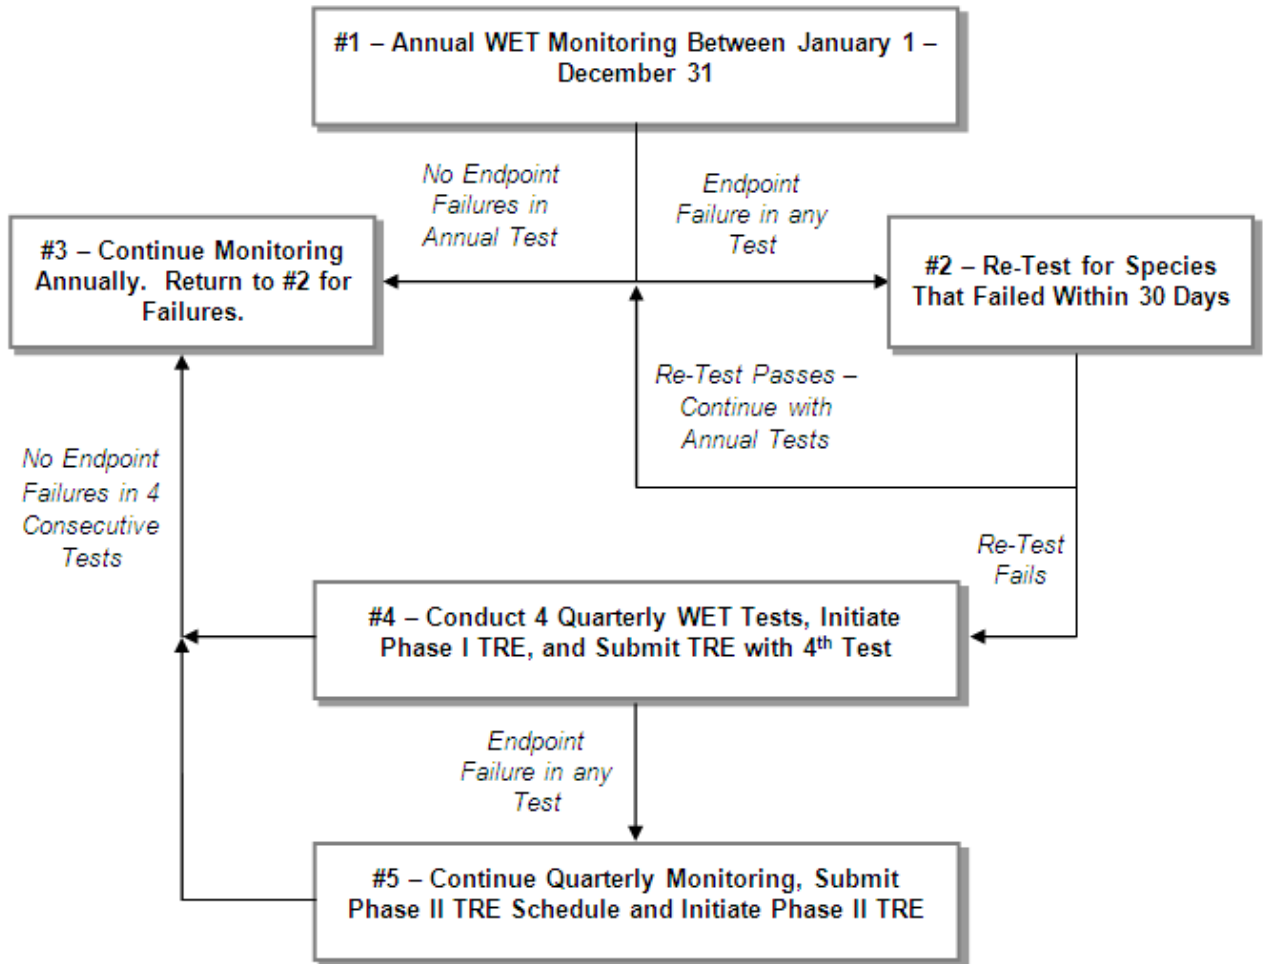 #1 – Annual WET Monitoring Between January 1 –
December 31
No Endpoint
Failures in
Annual Test
Endpoint
Failure in any
Test
#3 – Continue Monitoring
Annually. Return to #2 for
Failures.
#2 – Re-Test for Species
That Failed Within 30 Days
Re-Test Passes –
Continue with
Annual Tests
No Endpoint
Failures in 4
Consecutive
Tests
Re-Test
Fails
#4 – Conduct 4 Quarterly WET Tests, Initiate
Phase I TRE, and Submit TRE with 4th Test
Endpoint
Failure in any
Test
#5 – Continue Quarterly Monitoring, Submit
Phase II TRE Schedule and Initiate Phase II TRE